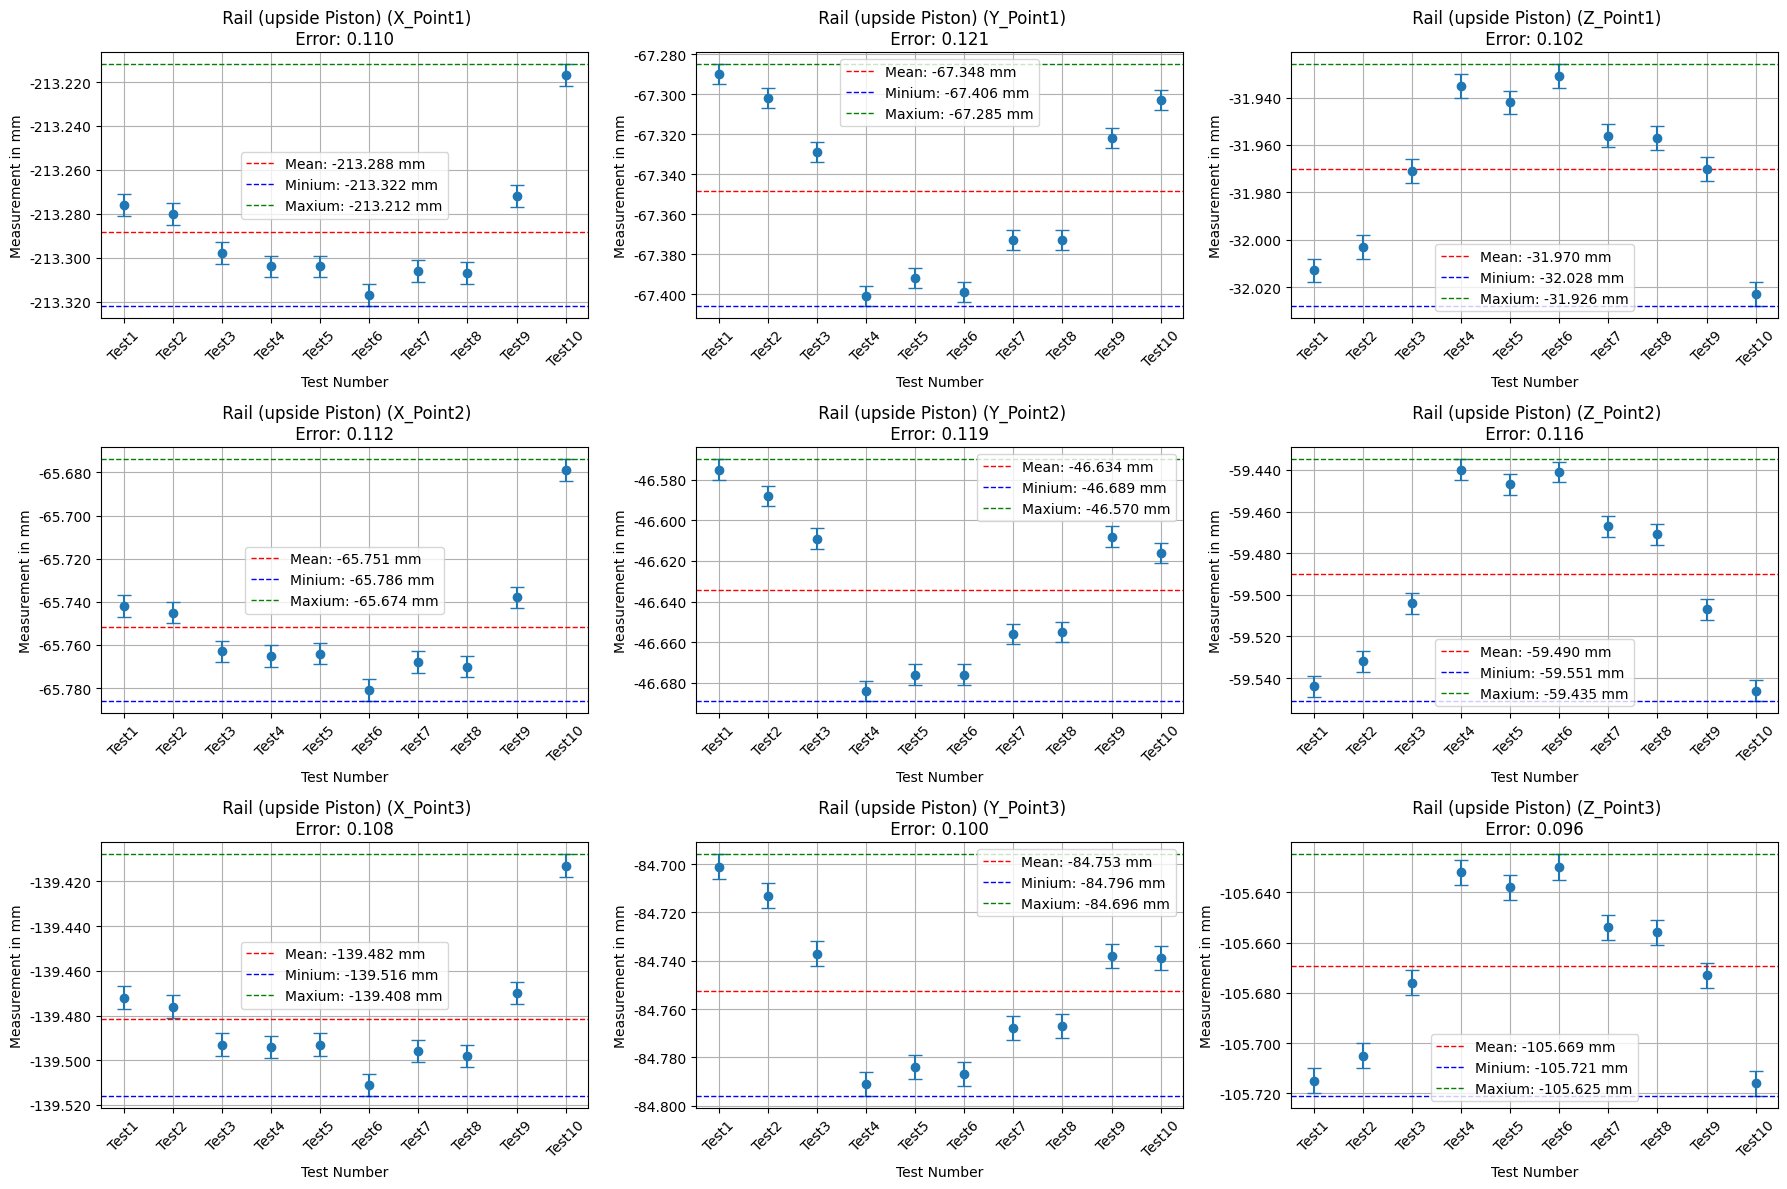 Rail (upside Piston) (X_Point1)
Error: 0.110
Measurement in mm
-213.220
-213.240
-213.260
-213.280
-213.300
-213.320
Mean: -213.288 mm
Minium: -213.322 mm
Maxium: -213.212 mm
Test1 Test2 Test3 Test4 Test5 Test6 Test7 Test8 Test9 Test10
Test Number
Rail (upside Piston) (Y_Point1)
Error: 0.121
Measurement in mm
-67.280
-67.300
-67.320
-67.340
-67.360
-67.380
-67.400
Mean: -67.348 mm
Minium: -67.406 mm
Maxium: -67.285 mm
Test1 Test2 Test3 Test4 Test5 Test6 Test7 Test8 Test9 Test10
Test Number
Rail (upside Piston) (Z_Point1)
Error: 0.102
Measurement in mm
-31.940
-31.960
-31.980
-32.000
-32.020
Mean: -31.970 mm
Minium: -32.028 mm
Maxium: -31.926 mm
Test1 Test2 Test3 Test4 Test5 Test6 Test7 Test8 Test9 Test10
Test Number
Rail (upside Piston) (X_Point2)
Error: 0.112
Measurement in mm
-65.680
-65.700
-65.720
-65.740
-65.760
-65.780
Mean: -65.751 mm
Minium: -65.786 mm
Maxium: -65.674 mm
Test1 Test2 Test3 Test4 Test5 Test6 Test7 Test8 Test9 Test10
Test Number
Rail (upside Piston) (Y_Point2)
Error: 0.119
Measurement in mm
-46.580
-46.600
-46.620
-46.640
-46.660
-46.680
Mean: -46.634 mm
Minium: -46.689 mm
Maxium: -46.570 mm
Test1 Test2 Test3 Test4 Test5 Test6 Test7 Test8 Test9 Test10
Test Number
Rail (upside Piston) (Z_Point2)
Error: 0.116
Measurement in mm
-59.440
-59.460
-59.480
-59.500
-59.520
-59.540
Mean: -59.490 mm
Minium: -59.551 mm
Maxium: -59.435 mm
Test1 Test2 Test3 Test4 Test5 Test6 Test7 Test8 Test9 Test10
Test Number
Rail (upside Piston) (X_Point3)
Error: 0.108
Measurement in mm
-139.420
-139.440
-139.460
-139.480
-139.500
-139.520
Mean: -139.482 mm
Minium: -139.516 mm
Maxium: -139.408 mm
Test1 Test2 Test3 Test4 Test5 Test6 Test7 Test8 Test9 Test10
Test Number
Rail (upside Piston) (Y_Point3)
Error: 0.100
Measurement in mm
-84.700
-84.720
-84.740
-84.760
-84.780
-84.800
Mean: -84.753 mm
Minium: -84.796 mm
Maxium: -84.696 mm
Test1 Test2 Test3 Test4 Test5 Test6 Test7 Test8 Test9 Test10
Test Number
Rail (upside Piston) (Z_Point3)
Error: 0.096
Measurement in mm
-105.640
-105.660
-105.680
-105.700
-105.720
Mean: -105.669 mm
Minium: -105.721 mm
Maxium: -105.625 mm
Test1 Test2 Test3 Test4 Test5 Test6 Test7 Test8 Test9 Test10
Test Number